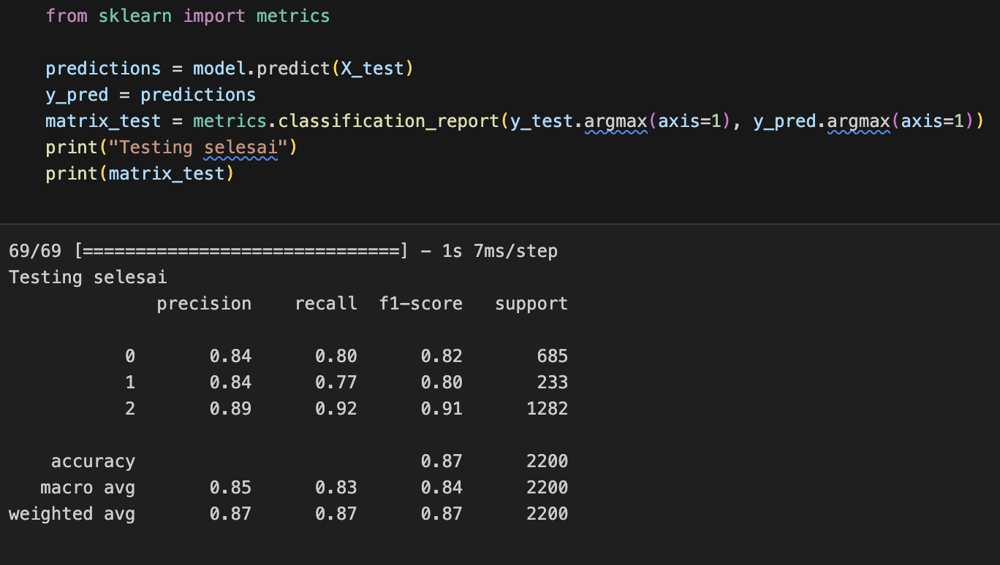 from sklearn import metrics
predictions = model.predict(X_test)
y_pred = predictions
matrix_test = metrics.classification_report(y_test.argmax(axis=1), y_pred.argmax(axis=1))
print("Testing selesai")
print(matrix_test)
69/69 [==============================] - 1s 7ms/step
Testing selesai
precision recall f1-score support
0 0.84 0.80 0.82 685
1 0.84 0.77 0.80 233
2 0.89 0.92 0.91 1282
accuracy 0.87 2200
macro avg 0.85 0.83 0.84 2200
weighted avg 0.87 0.87 0.87 2200